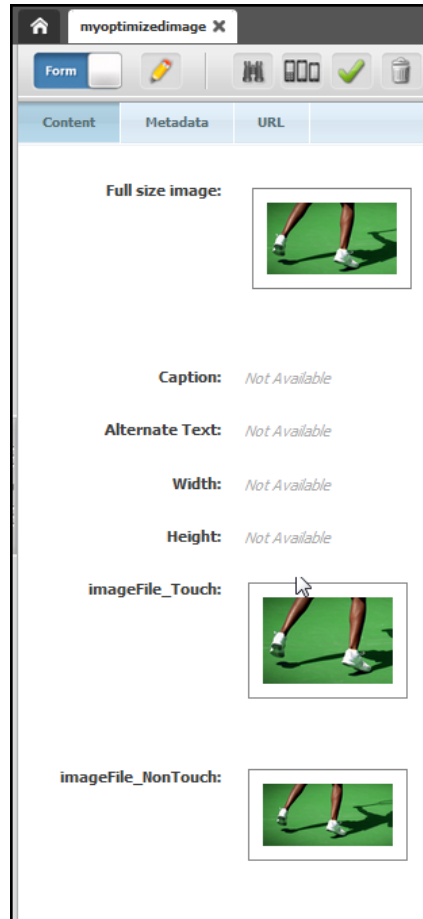 myoptimizedimage
Form
Content Metadata URL
Full size image:
Caption: Not Available
Alternate Text: Not Available
Width: Not Available
Height: Not Available
imageFile_Touch:
imageFile_NonTouch: